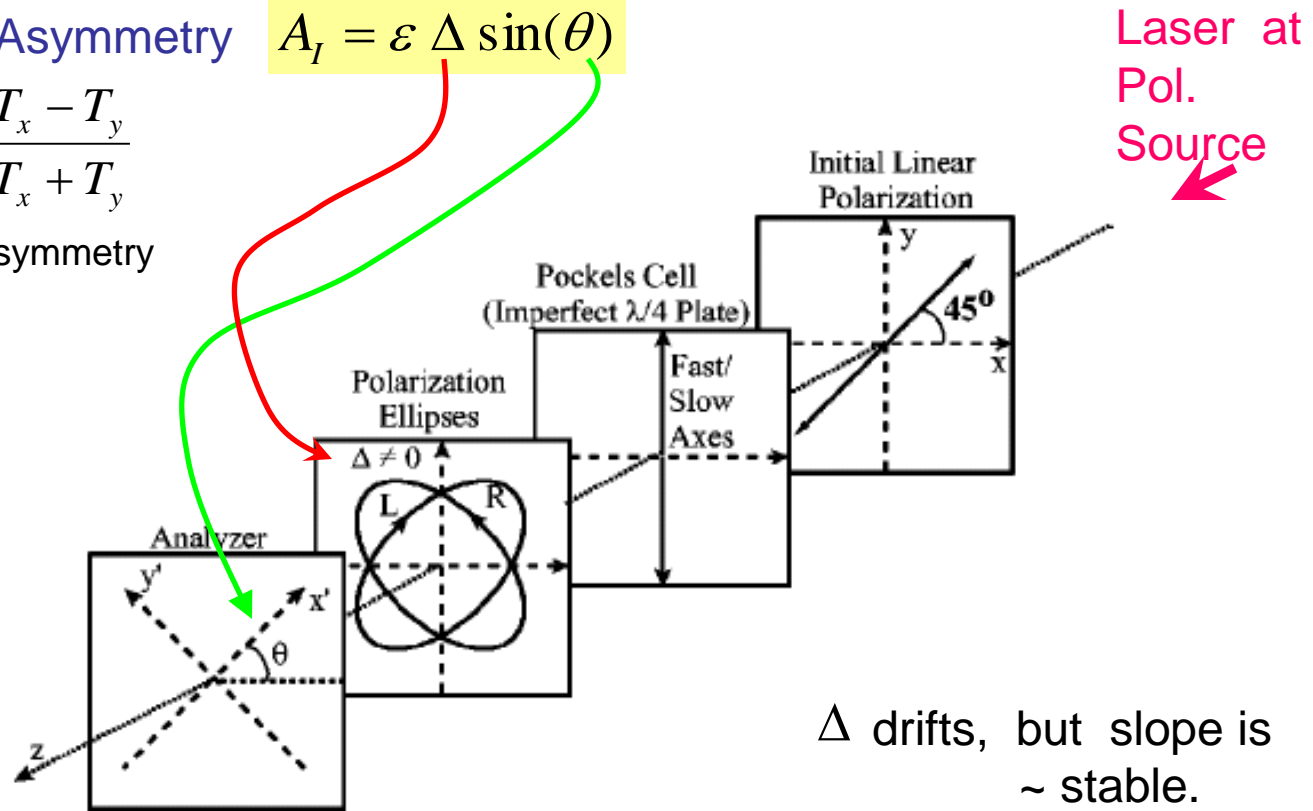 Asymmetry A_I = ε Δ sin(θ)
T_x − T_y
T_x + T_y
symmetry
Laser at
Pol.
Source
Initial Linear
Polarization
y
45⁰
x
Pockels Cell
(Imperfect λ/4 Plate)
Fast/
Slow
Axes
Polarization
Ellipses
Δ ≠ 0
L R
Analyzer
y' x'
θ
z
Δ drifts, but slope is
~ stable.